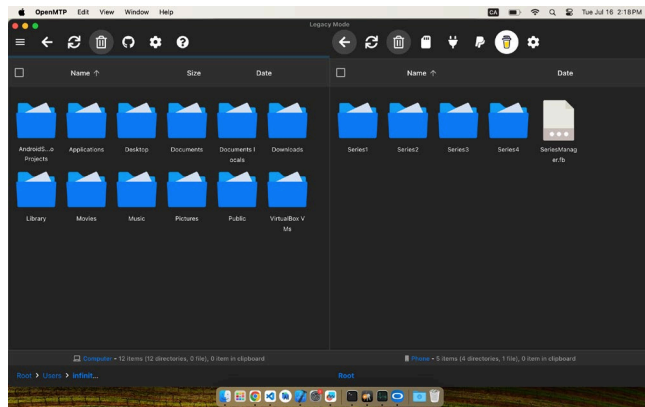 OpenMTP Edit View Window Help
CA
Tue Jul 16 2:18PM
Legacy Mode
Name ↑ Size Date
Name ↑ Date
AndroidS...o
Projects
Applications
Desktop
Documents
Documents l
ocals
Downloads
Library
Movies
Music
Pictures
Public
VirtualBox V
Ms
Series1
Series2
Series3
Series4
SeriesManag
er.fb
Computer - 12 items (12 directories, 0 file), 0 item in clipboard
Phone - 5 items (4 directories, 1 file), 0 item in clipboard
Root > Users > infinit...
Root